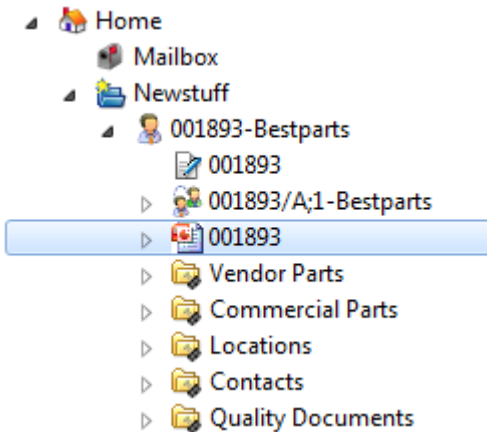 Home
Mailbox
Newstuff
001893-Bestparts
001893
001893/A;1-Bestparts
001893
Vendor Parts
Commercial Parts
Locations
Contacts
Quality Documents